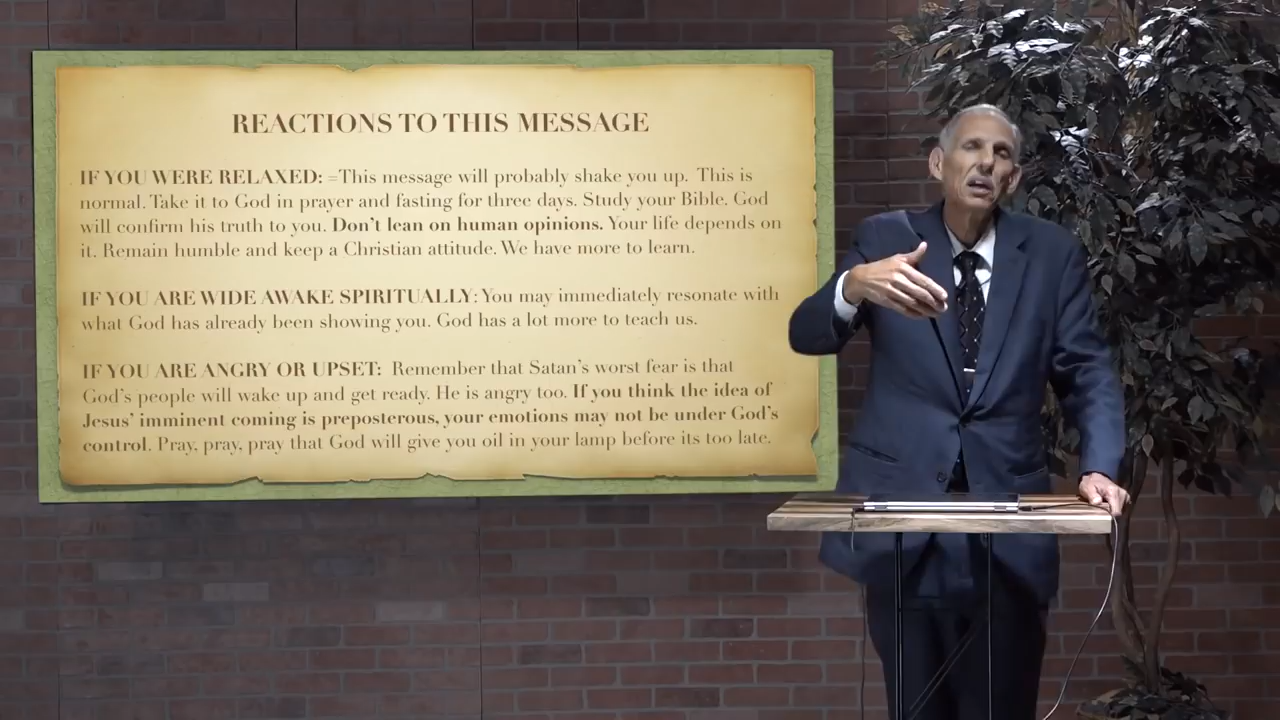 REACTIONS TO THIS MESSAGE
IF YOU WERE RELAXED: =This message will probably shake you up. This is
normal. Take it to God in prayer and fasting for three days. Study your Bible. God
will confirm his truth to you. Don't lean on human opinions. Your life depends on
it. Remain humble and keep a Christian attitude. We have more to learn.
IF YOU ARE WIDE AWAKE SPIRITUALLY: You may immediately resonate with
what God has already been showing you. God has a lot more to teach us.
IF YOU ARE ANGRY OR UPSET: Remember that Satan's worst fear is that
God's people will wake up and get ready. He is angry too. If you think the idea of
Jesus' imminent coming is preposterous, your emotions may not be under God's
control. Pray, pray, pray that God will give you oil in your lamp before its too late.